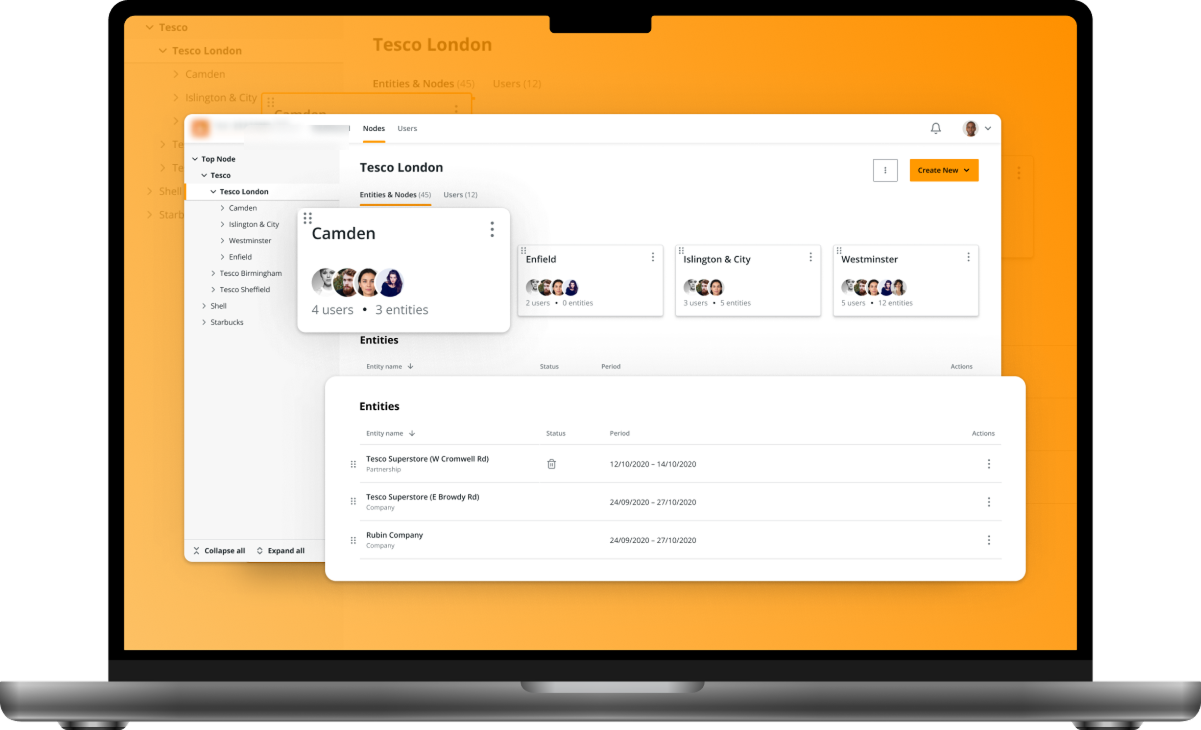 Tesco
Tesco London
Camden
Islington & City
Shell
Tesco London
Entities & Nodes (45) Users (12)
Camden
Nodes Users
Top Node
Tesco
Tesco London
Camden
Islington & City
Westminster
Enfield
Tesco Birmingham
Tesco Sheffield
Shell
Starbucks
Collapse all Expand all
Tesco London
Create New
Entities & Nodes (45) Users (12)
Camden
4 users • 3 entities
Enfield
2 users • 0 entities
Islington & City
3 users • 5 entities
Westminster
5 users • 12 entities
Entities
Entity name Status Period Actions
Entities
Entity name Status Period Actions
Tesco Superstore (W Cromwell Rd) 12/10/2020 – 14/10/2020
Partnership
Tesco Superstore (E Browdy Rd) 24/09/2020 – 27/10/2020
Company
Rubin Company 24/09/2020 – 27/10/2020
Company